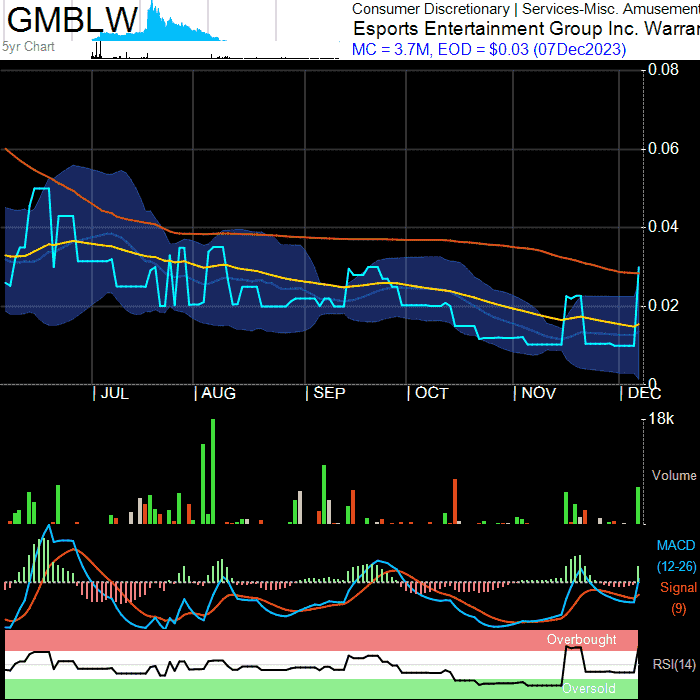 GMBLW
5yr Chart
Consumer Discretionary | Services-Misc. Amusement
Esports Entertainment Group Inc. Warrar
MC = 3.7M, EOD = $0.03 (07Dec2023)
0.08
0.06
0.04
0.02
0
| JUL | AUG | SEP | OCT | NOV | DEC
18k
Volume
MACD
(12-26)
Signal
(9)
Overbought
RSI(14)
Oversold